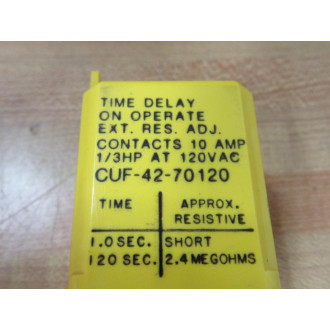 TIME DELAY
ON OPERATE
EXT. RES. ADJ.
CONTACTS 10 AMP
1/3HP AT 120VAC
CUF-42-70120
TIME APPROX. RESISTIVE
1.0 SEC. SHORT
120 SEC. 2.4 MEGOHMS